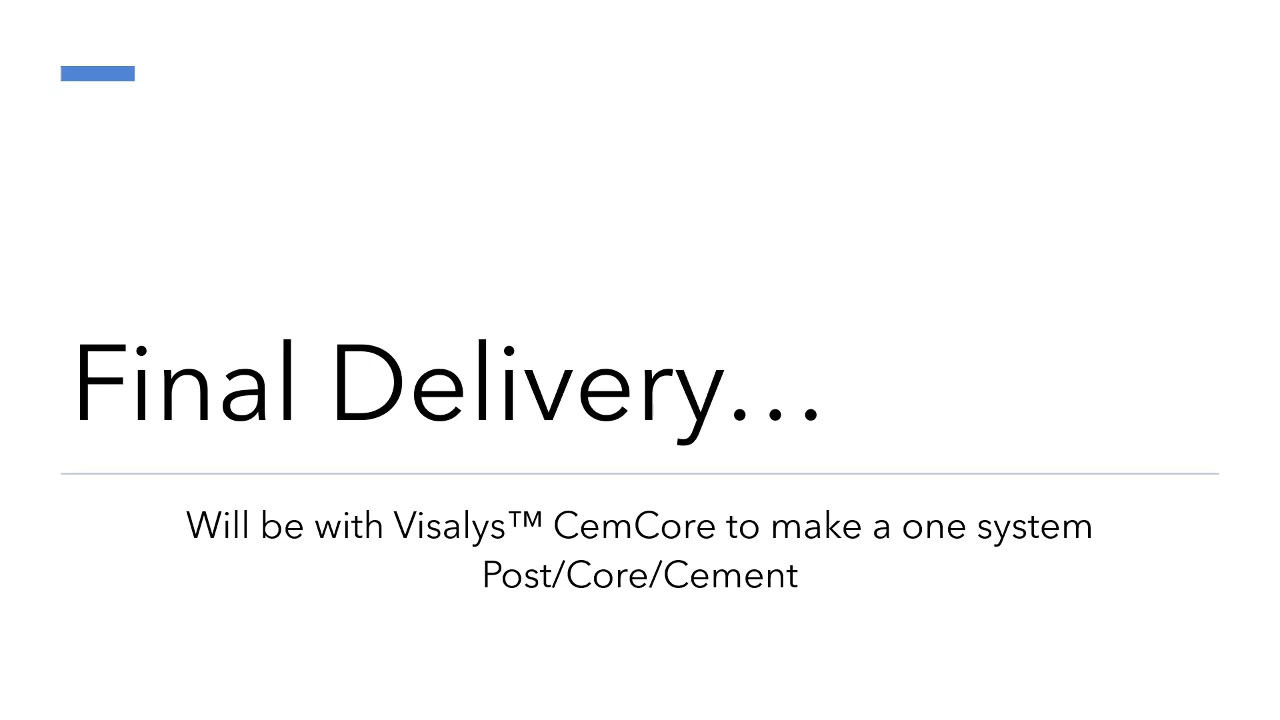 Final Delivery…
Will be with Visalys™ CemCore to make a one system
Post/Core/Cement